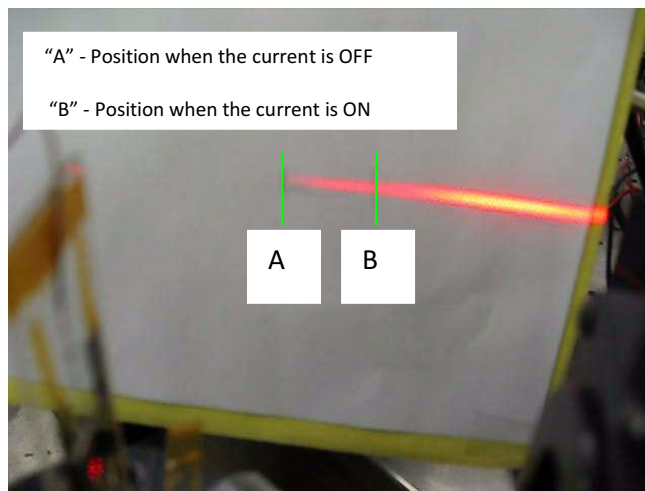 “A” - Position when the current is OFF
“B” - Position when the current is ON
A
B